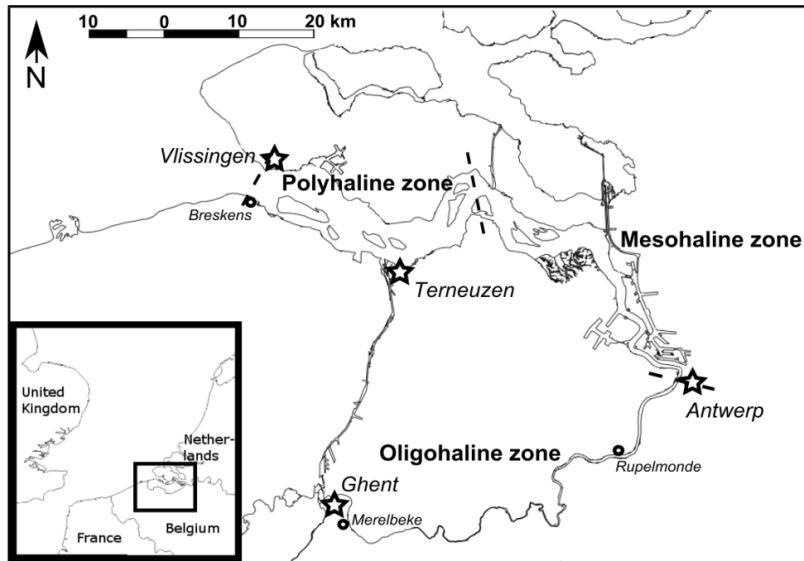 10 0 10 20 km
N
Vlissingen
Polyhaline zone
Breskens
Mesohaline zone
Terneuzen
Antwerp
Oligohaline zone
Rupelmonde
Ghent
Merelbeke
United
Kingdom
Nether-
lands
France
Belgium